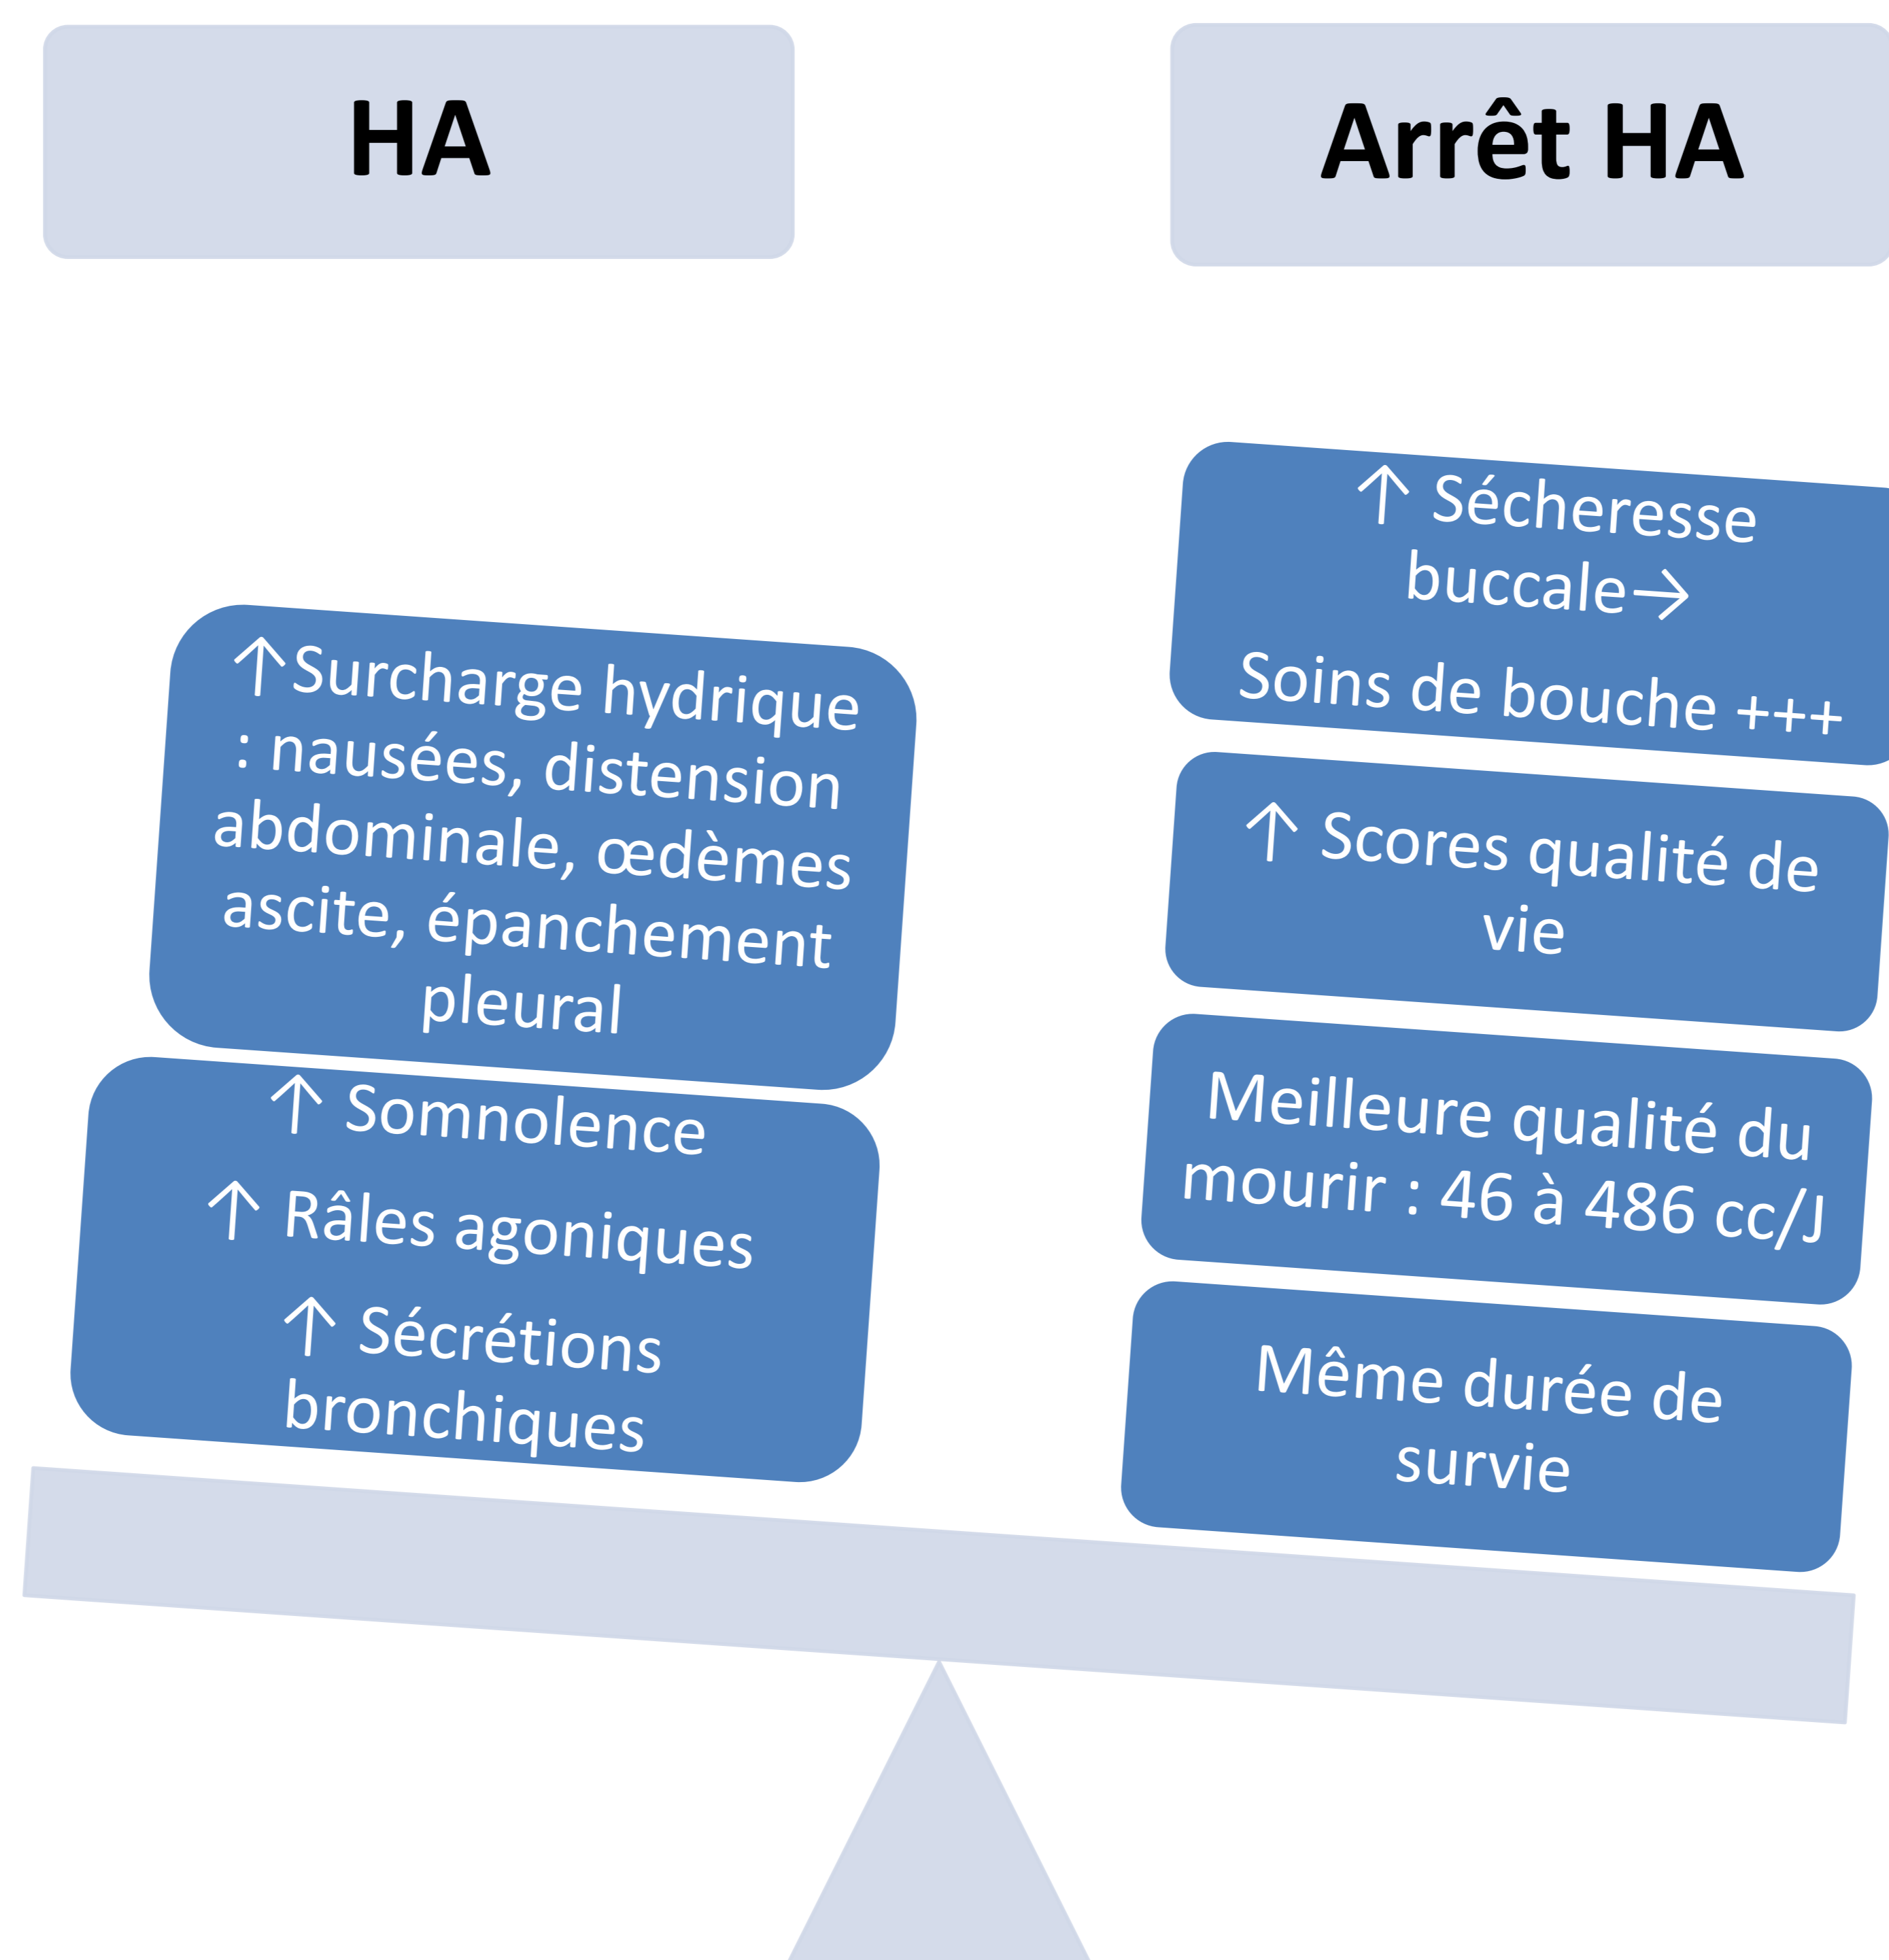 HA
Arrêt HA
↑Surcharge hydrique
: nausées, distension
abdominale, œdèmes
ascite, épanchement
pleural
↑ Somnolence
↑ Râles agoniques
↑ Sécrétions
bronchiques
↑ Sécheresse
buccale→
Soins de bouche +++
↑ Scores qualité de
vie
Meilleure qualité du
mourir : 46 à 486 cc/J
Même durée de
survie